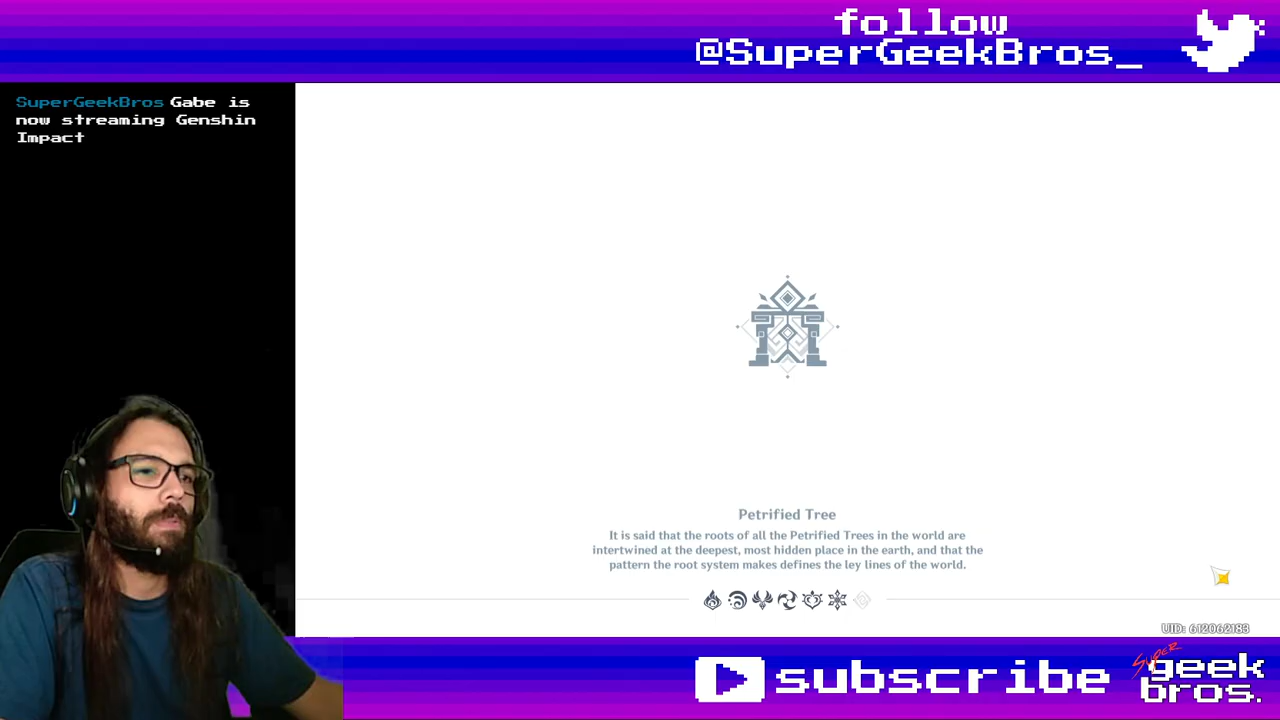 follow
@SuperGeekBros_
SuperGeekBros Gabe is
now streaming Genshin
Impact
Petrified Tree
It is said that the roots of all the Petrified Trees in the world are
intertwined at the deepest, most hidden place in the earth, and that the
pattern the root system makes defines the ley lines of the world.
UID: 612062183
subscribe
SUPER
geek
bros.